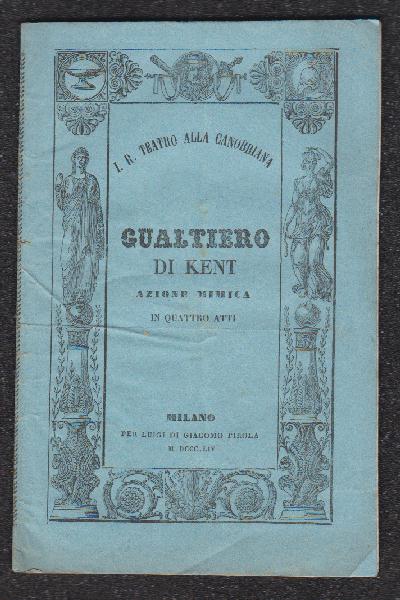 I. R. TEATRO ALLA CANOBBIANA
GUALTIERO
DI KENT
AZIONE MIMICA
IN QUATTRO ATTI
MILANO
PER LUIGI DI GIACOMO PIROLA
M DCCC.LIV